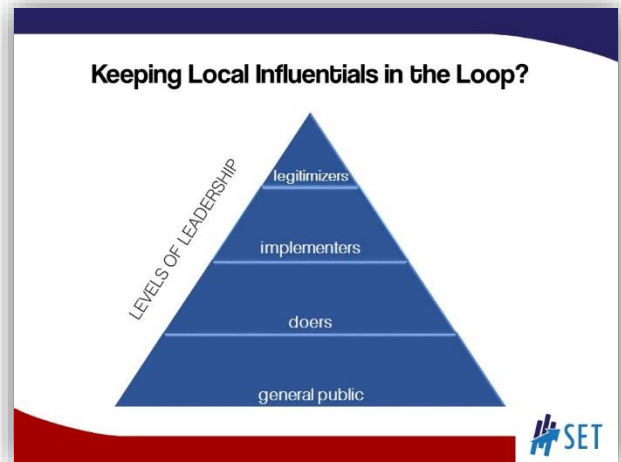 Keeping Local Influentials in the Loop?
LEVELS OF LEADERSHIP
legitimizers
implementers
doers
general public
SET